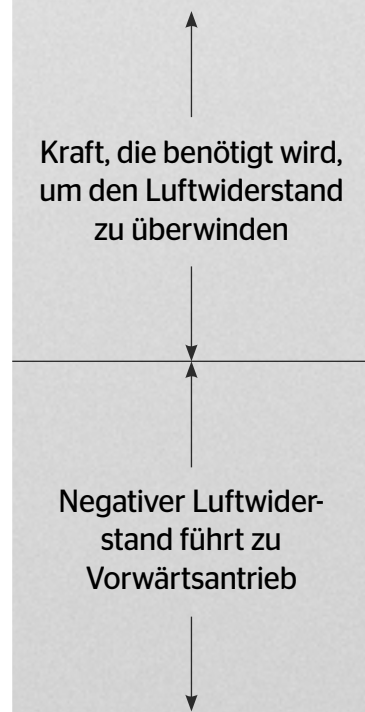 Kraft, die benötigt wird,
um den Luftwiderstand
zu überwinden
Negativer Luftwider-
stand führt zu
Vorwärtsantrieb